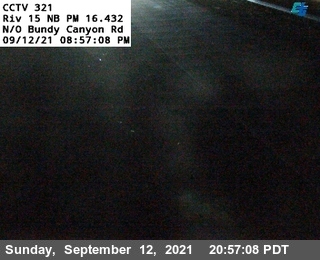 CCTV 321
Riv 15 NB PM 16.432
N/O Bundy Canyon Rd
09/12/21 08:57:08 PM
Sunday, September 12, 2021 20:57:08 PDT